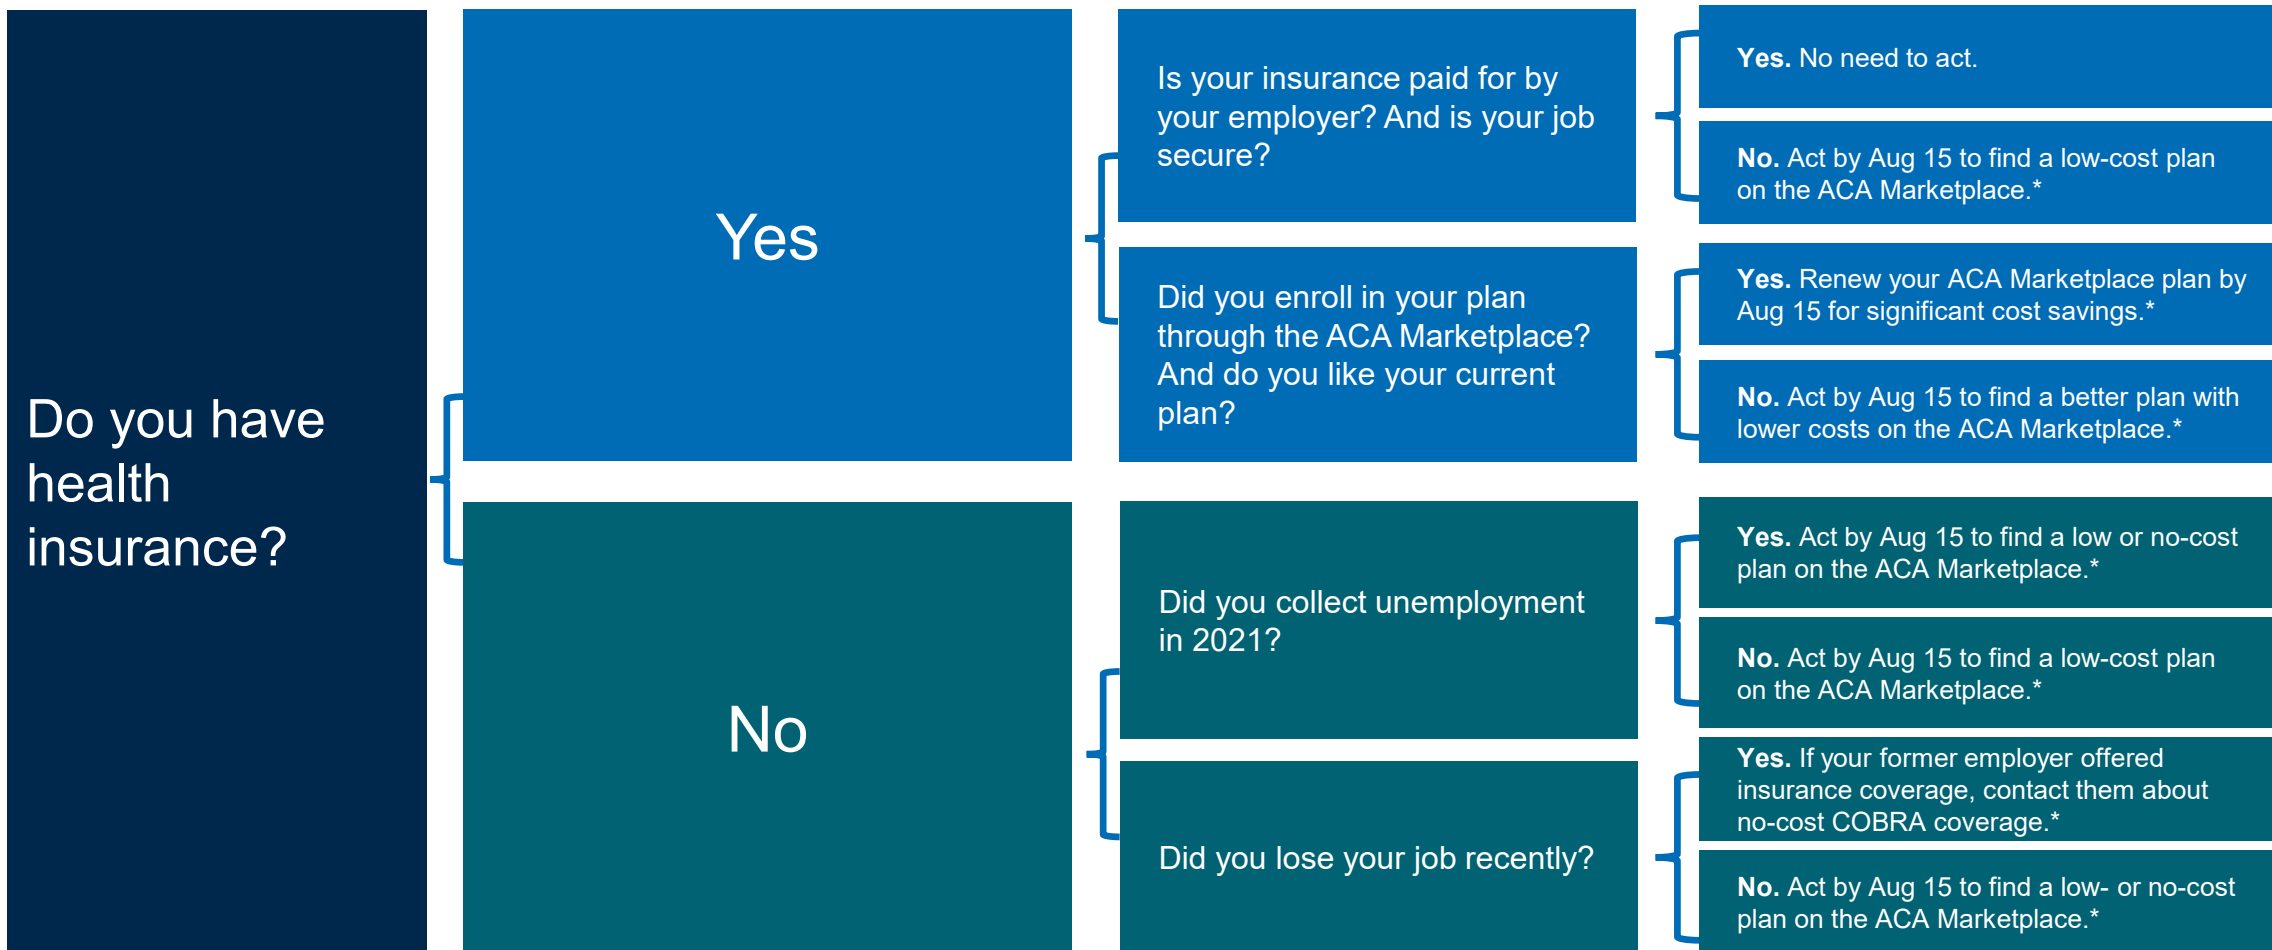 Do you have
health
insurance?
Yes
Is your insurance paid for by
your employer? And is your job
secure?
Yes. No need to act.
No. Act by Aug 15 to find a low-cost plan
on the ACA Marketplace.*
Did you enroll in your plan
through the ACA Marketplace?
And do you like your current
plan?
Yes. Renew your ACA Marketplace plan by
Aug 15 for significant cost savings.*
No. Act by Aug 15 to find a better plan with
lower costs on the ACA Marketplace.*
No
Did you collect unemployment
in 2021?
Yes. Act by Aug 15 to find a low or no-cost
plan on the ACA Marketplace.*
No. Act by Aug 15 to find a low-cost plan
on the ACA Marketplace.*
Did you lose your job recently?
Yes. If your former employer offered
insurance coverage, contact them about
no-cost COBRA coverage.*
No. Act by Aug 15 to find a low- or no-cost
plan on the ACA Marketplace.*